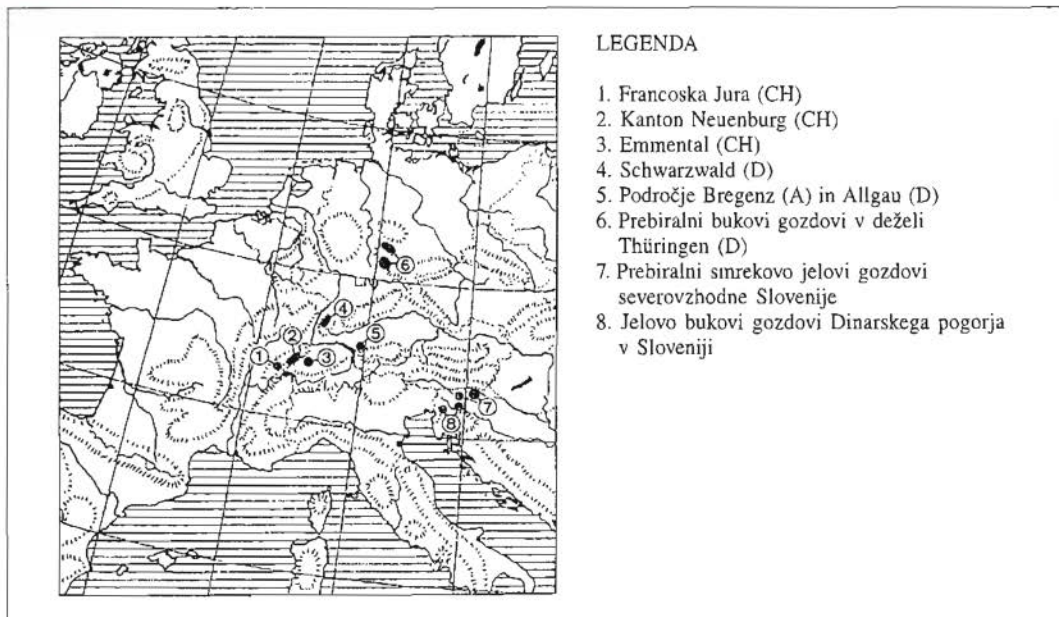 LEGENDA
1. Francoska Jura (CH)
2. Kanton Neuenburg (CH)
3. Emmental (CH)
4. Schwarzwald (D)
5. Področje Bregenz (A) in Allgau (D)
6. Prebiralni bukovi gozdovi v deželi
Thüringen (D)
7. Prebiralni smrekovo jelovi gozdovi
severovzhodne Slovenije
8. Jelovo bukovi gozdovi Dinarskega pogorja
v Sloveniji
6
4
2
5
1
3
7
8